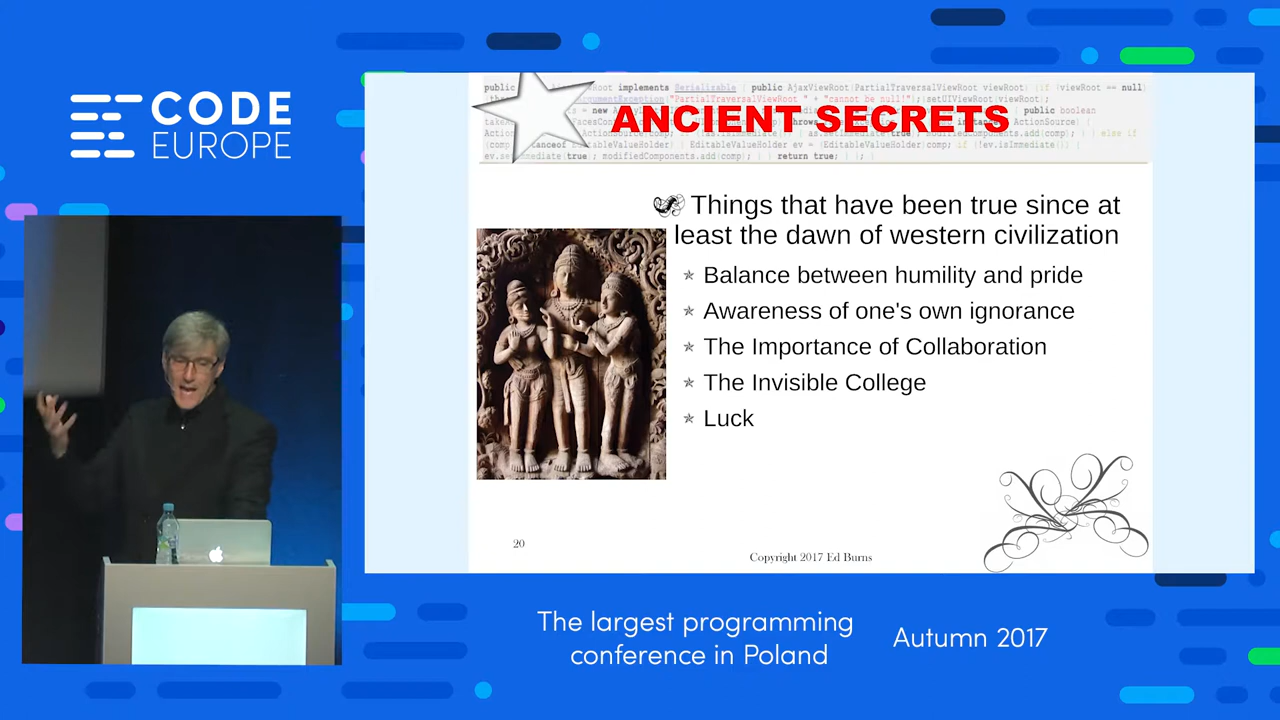 CODE
EUROPE
ANCIENT SECRETS
Things that have been true since at
least the dawn of western civilization
Balance between humility and pride
Awareness of one's own ignorance
The Importance of Collaboration
The Invisible College
Luck
20
Copyright 2017 Ed Burns
The largest programming
conference in Poland
Autumn 2017